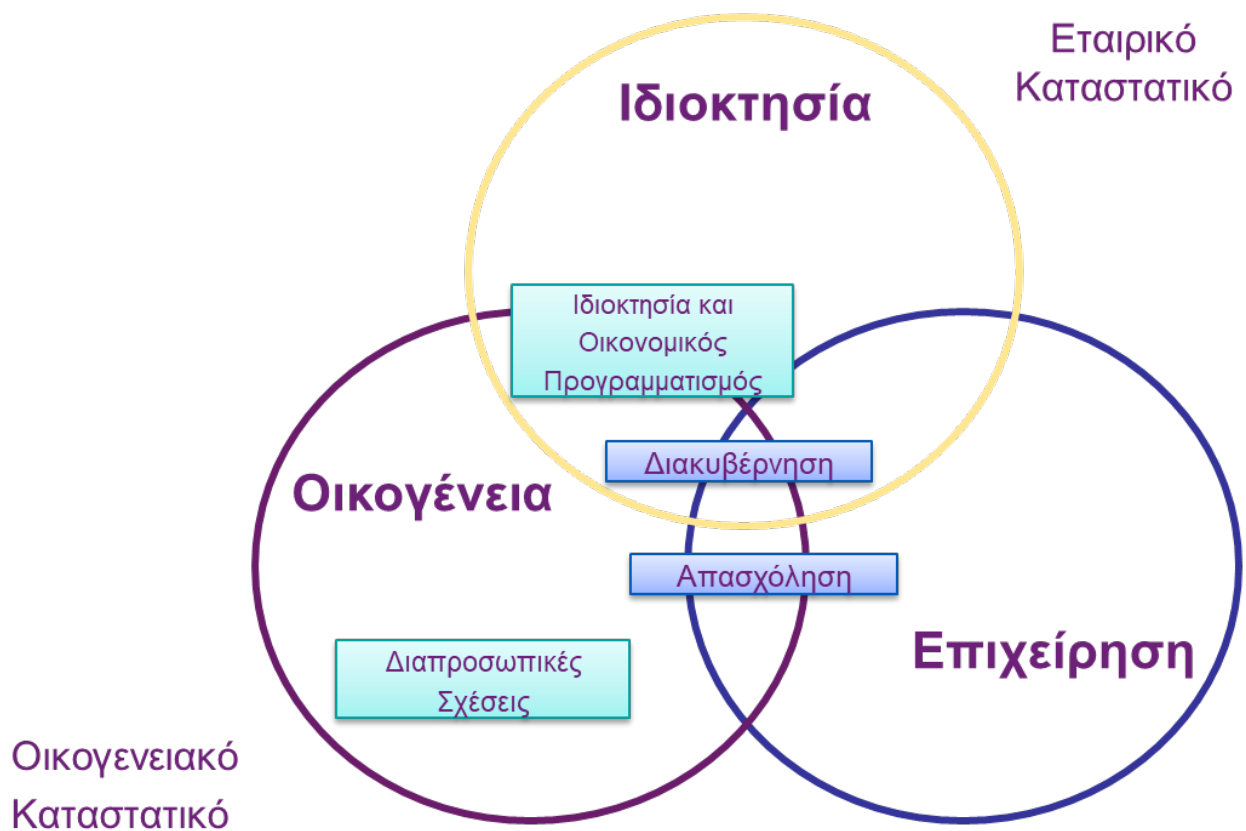 Εταιρικό
Καταστατικό
Ιδιοκτησία
Ιδιοκτησία και
Οικονομικός
Προγραμματισμός
Διακυβέρνηση
Οικογένεια
Απασχόληση
Επιχείρηση
Διαπροσωπικές
Σχέσεις
Οικογενειακό
Καταστατικό